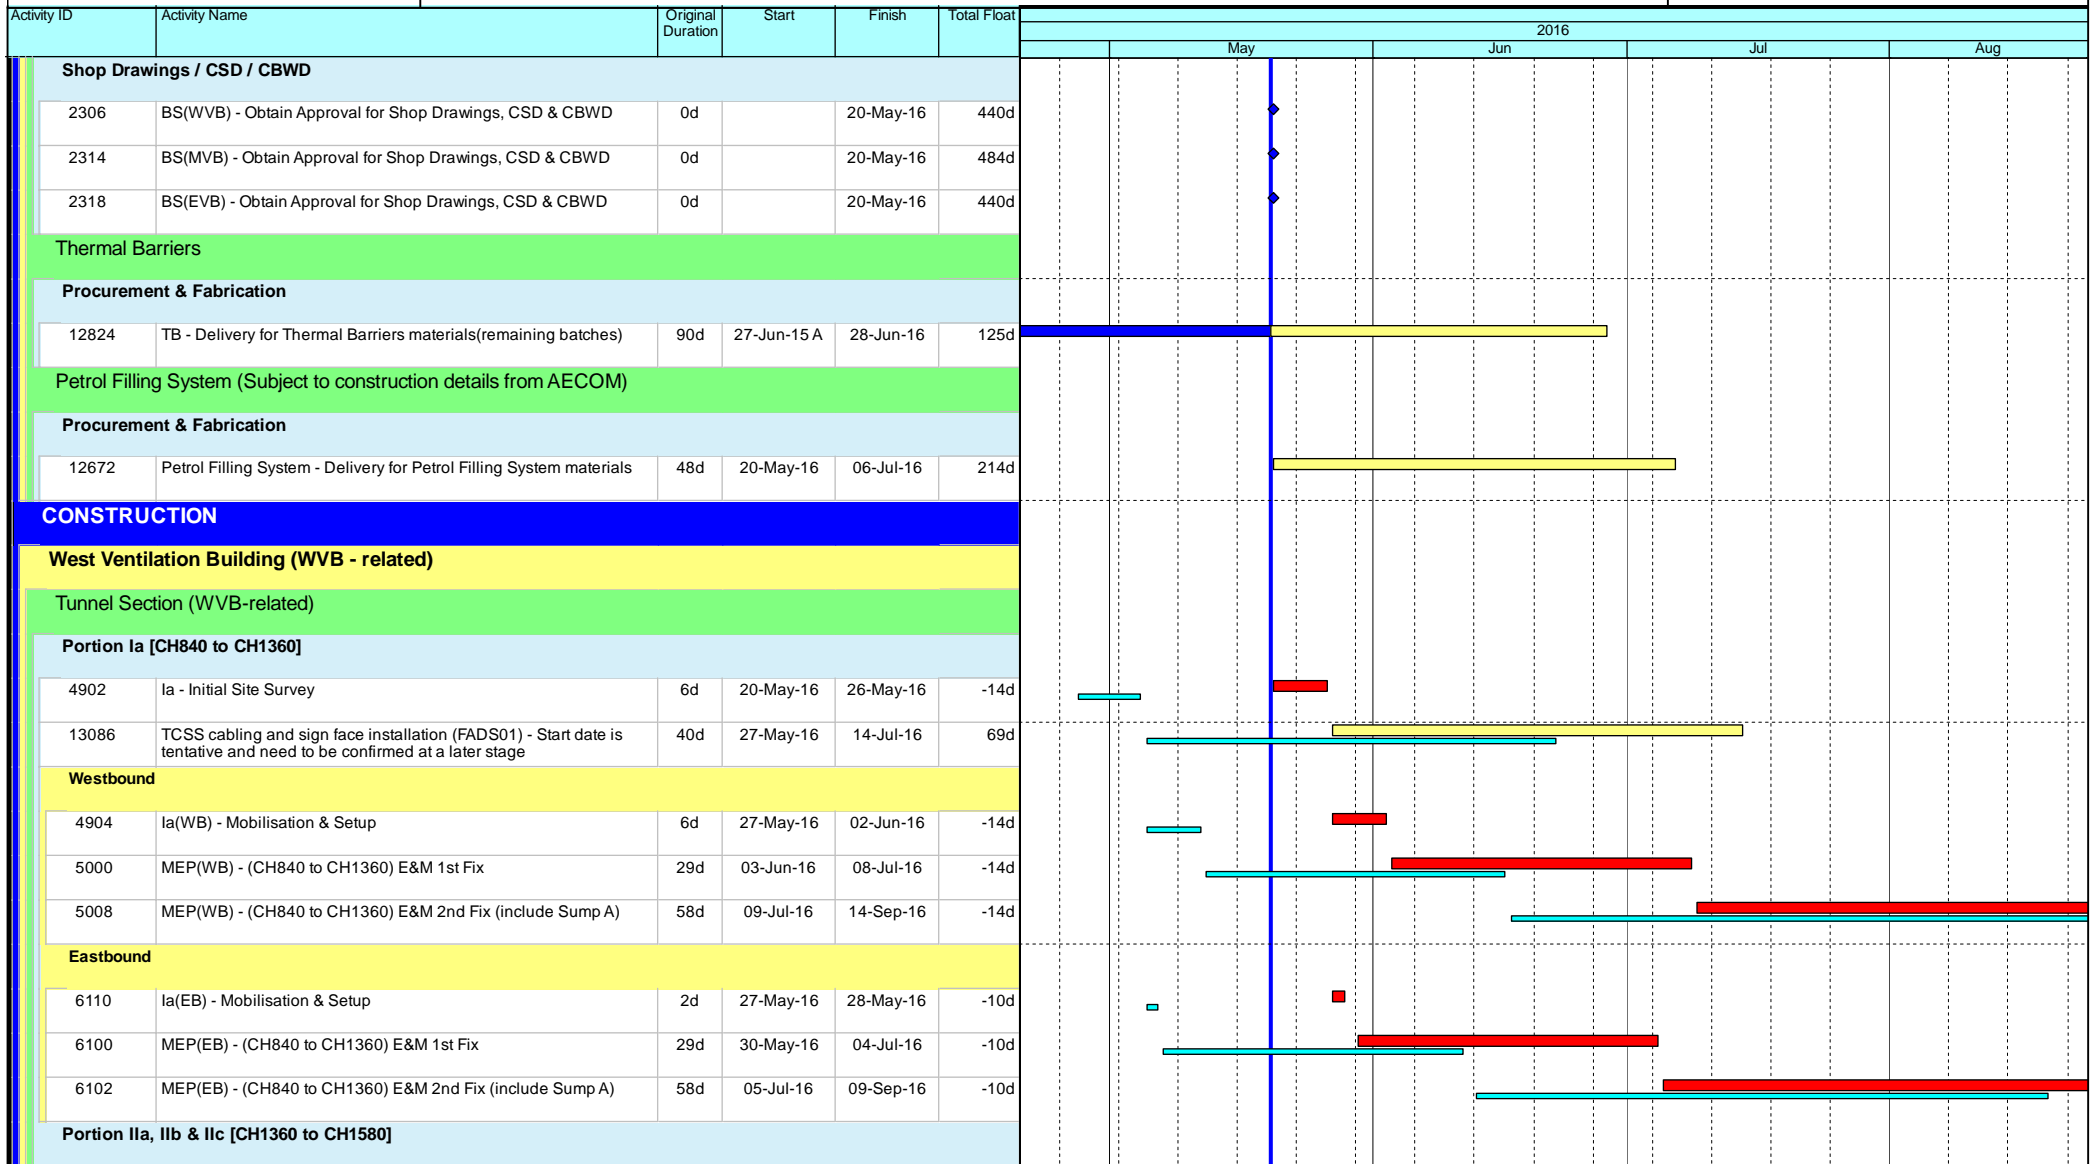 Activity ID Activity Name Original Duration Start Finish Total Float
2016
May Jun Jul Aug
Shop Drawings / CSD / CBWD
2306 BS(WVB) - Obtain Approval for Shop Drawings, CSD & CBWD 0d 20-May-16 440d
2314 BS(MVB) - Obtain Approval for Shop Drawings, CSD & CBWD 0d 20-May-16 484d
2318 BS(EVB) - Obtain Approval for Shop Drawings, CSD & CBWD 0d 20-May-16 440d
Thermal Barriers
Procurement & Fabrication
12824 TB - Delivery for Thermal Barriers materials(remaining batches) 90d 27-Jun-15 A 28-Jun-16 125d
Petrol Filling System (Subject to construction details from AECOM)
Procurement & Fabrication
12672 Petrol Filling System - Delivery for Petrol Filling System materials 48d 20-May-16 06-Jul-16 214d
CONSTRUCTION
West Ventilation Building (WVB - related)
Tunnel Section (WVB-related)
Portion Ia [CH840 to CH1360]
4902 Ia - Initial Site Survey 6d 20-May-16 26-May-16 -14d
13086 TCSS cabling and sign face installation (FADS01) - Start date is 40d 27-May-16 14-Jul-16 69d
tentative and need to be confirmed at a later stage
Westbound
4904 Ia(WB) - Mobilisation & Setup 6d 27-May-16 02-Jun-16 -14d
5000 MEP(WB) - (CH840 to CH1360) E&M 1st Fix 29d 03-Jun-16 08-Jul-16 -14d
5008 MEP(WB) - (CH840 to CH1360) E&M 2nd Fix (include Sump A) 58d 09-Jul-16 14-Sep-16 -14d
Eastbound
6110 Ia(EB) - Mobilisation & Setup 2d 27-May-16 28-May-16 -10d
6100 MEP(EB) - (CH840 to CH1360) E&M 1st Fix 29d 30-May-16 04-Jul-16 -10d
6102 MEP(EB) - (CH840 to CH1360) E&M 2nd Fix (include Sump A) 58d 05-Jul-16 09-Sep-16 -10d
Portion IIa, IIb & IIc [CH1360 to CH1580]